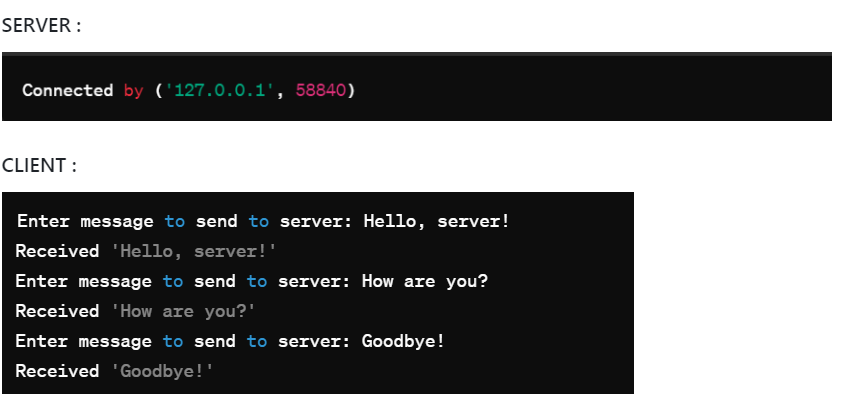 SERVER :
Connected by ('127.0.0.1', 58840)
CLIENT :
Enter message to send to server: Hello, server!
Received 'Hello, server!'
Enter message to send to server: How are you?
Received 'How are you?'
Enter message to send to server: Goodbye!
Received 'Goodbye!'